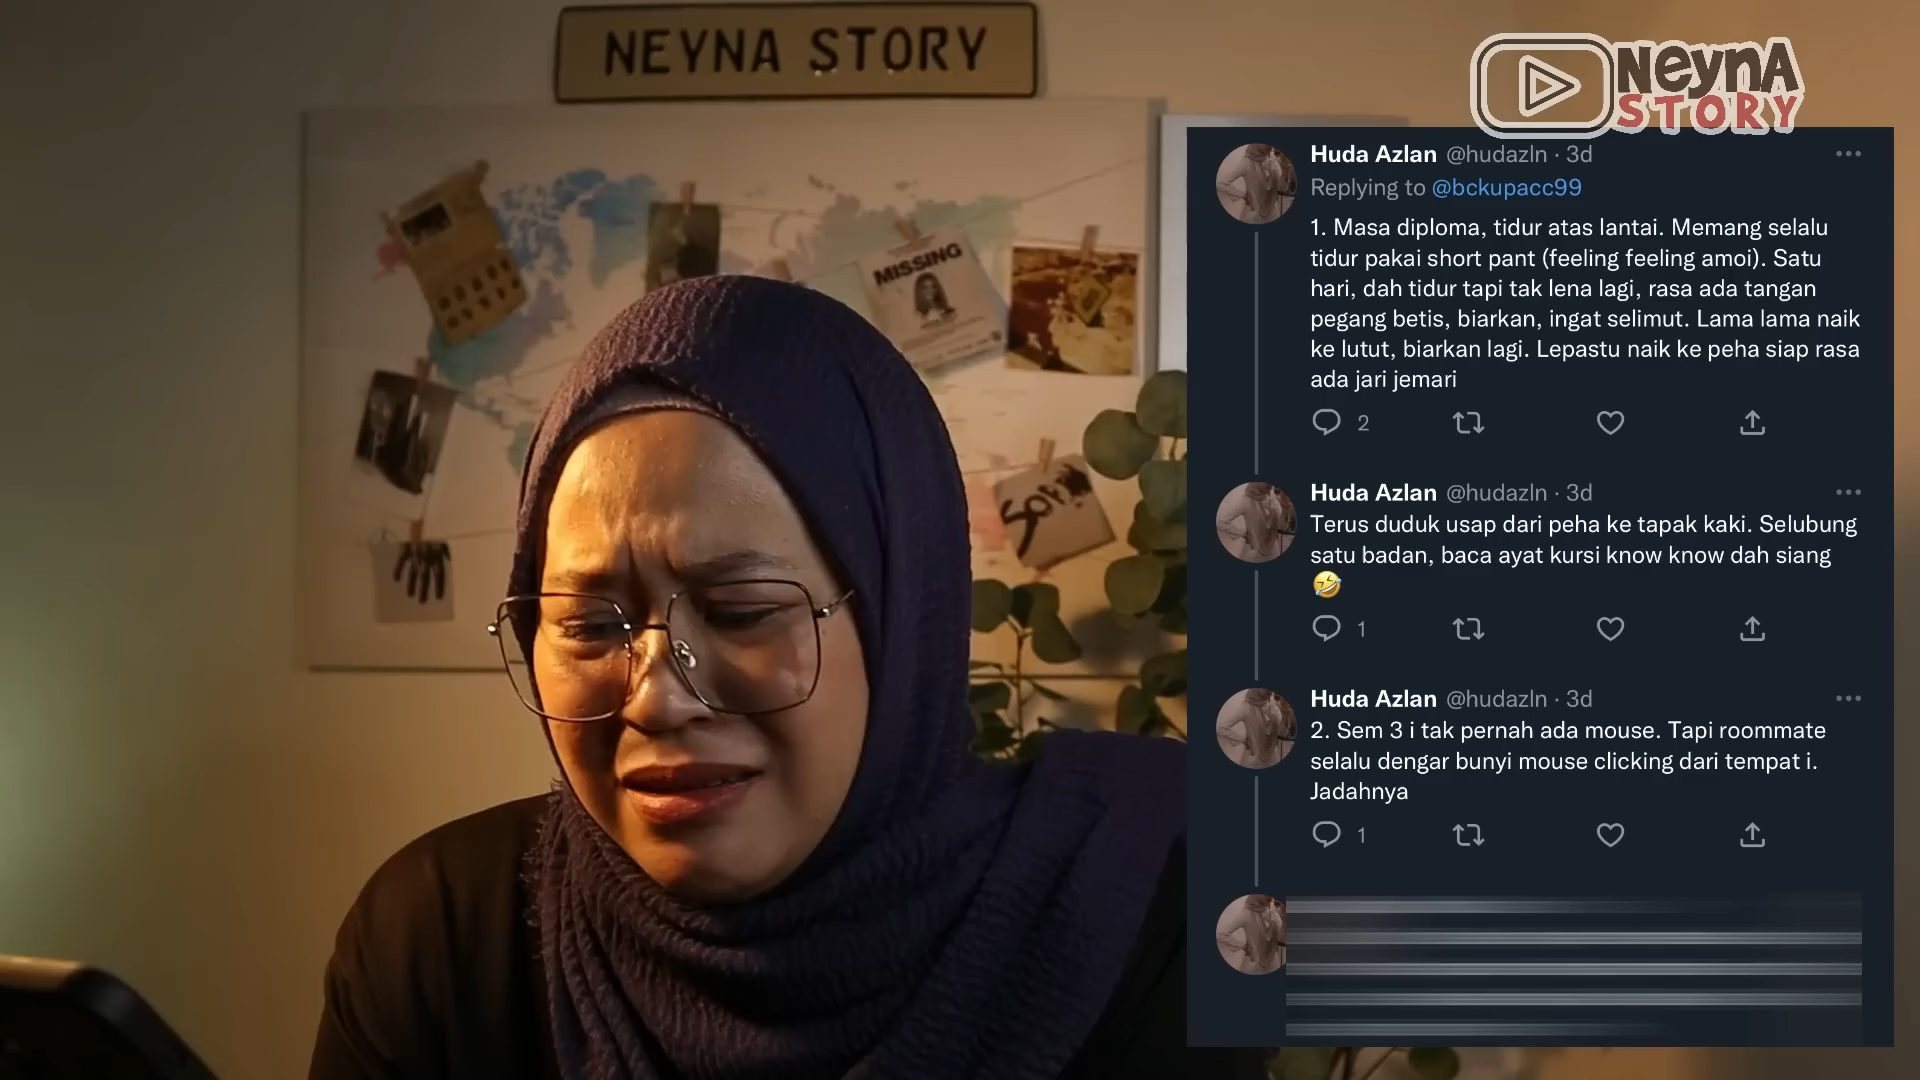 NEYNA STORY
NeynA
STORY
MISSING
Sofi
Huda Azlan @hudazln · 3d
Replying to @bckupacc99
1. Masa diploma, tidur atas lantai. Memang selalu
tidur pakai short pant (feeling feeling amoi). Satu
hari, dah tidur tapi tak lena lagi, rasa ada tangan
pegang betis, biarkan, ingat selimut. Lama lama naik
ke lutut, biarkan lagi. Lepastu naik ke peha siap rasa
ada jari jemari
2
Huda Azlan @hudazln · 3d
Terus duduk usap dari peha ke tapak kaki. Selubung
satu badan, baca ayat kursi know know dah siang
🤣
1
Huda Azlan @hudazln · 3d
2. Sem 3 i tak pernah ada mouse. Tapi roommate
selalu dengar bunyi mouse clicking dari tempat i.
Jadahnya
1